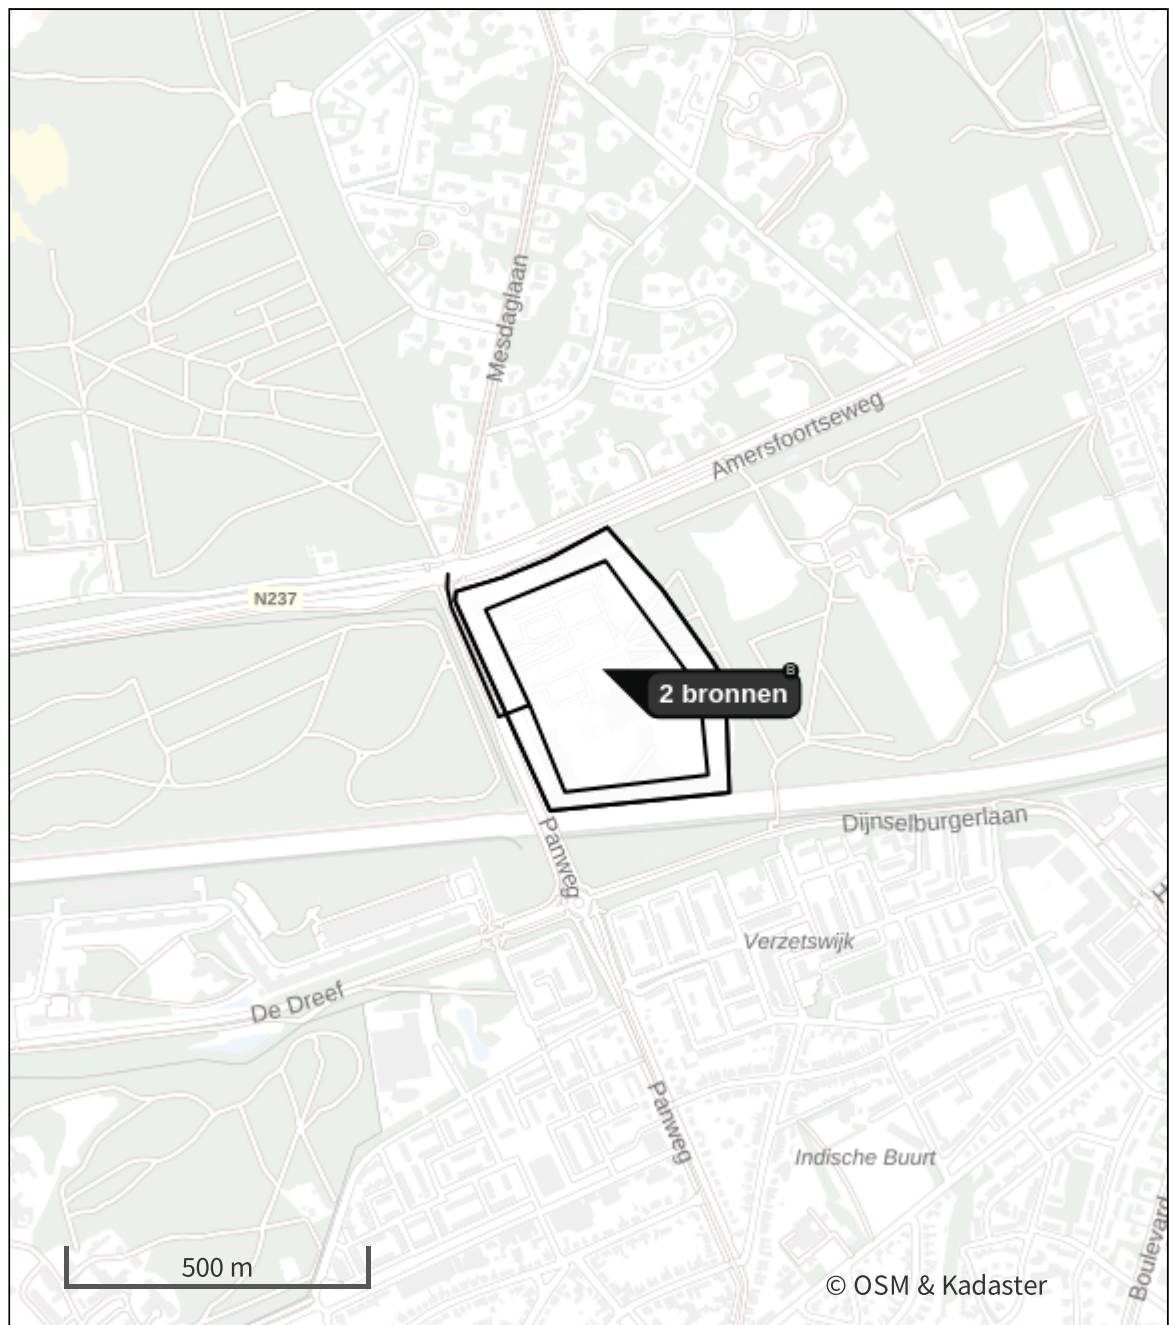 Mesdaglaan
Amersfoortseweg
N237
B
2 bronnen
Dijnselburgerlaan
Panweg
H
Verzetswijk
De Dreef
Panweg
Indische Buurt
Boulevard
500 m
© OSM & Kadaster